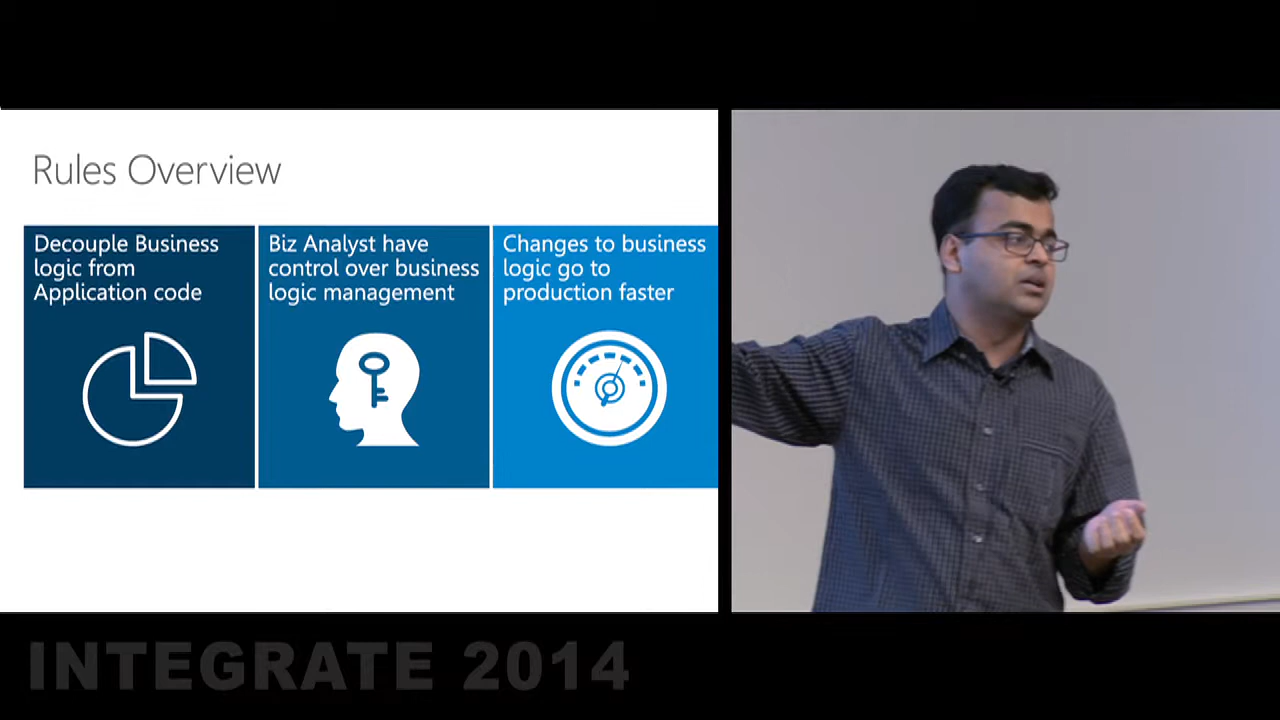 Rules Overview
Decouple Business
logic from
Application code
Biz Analyst have
control over business
logic management
Changes to business
logic go to
production faster
INTEGRATE 2014